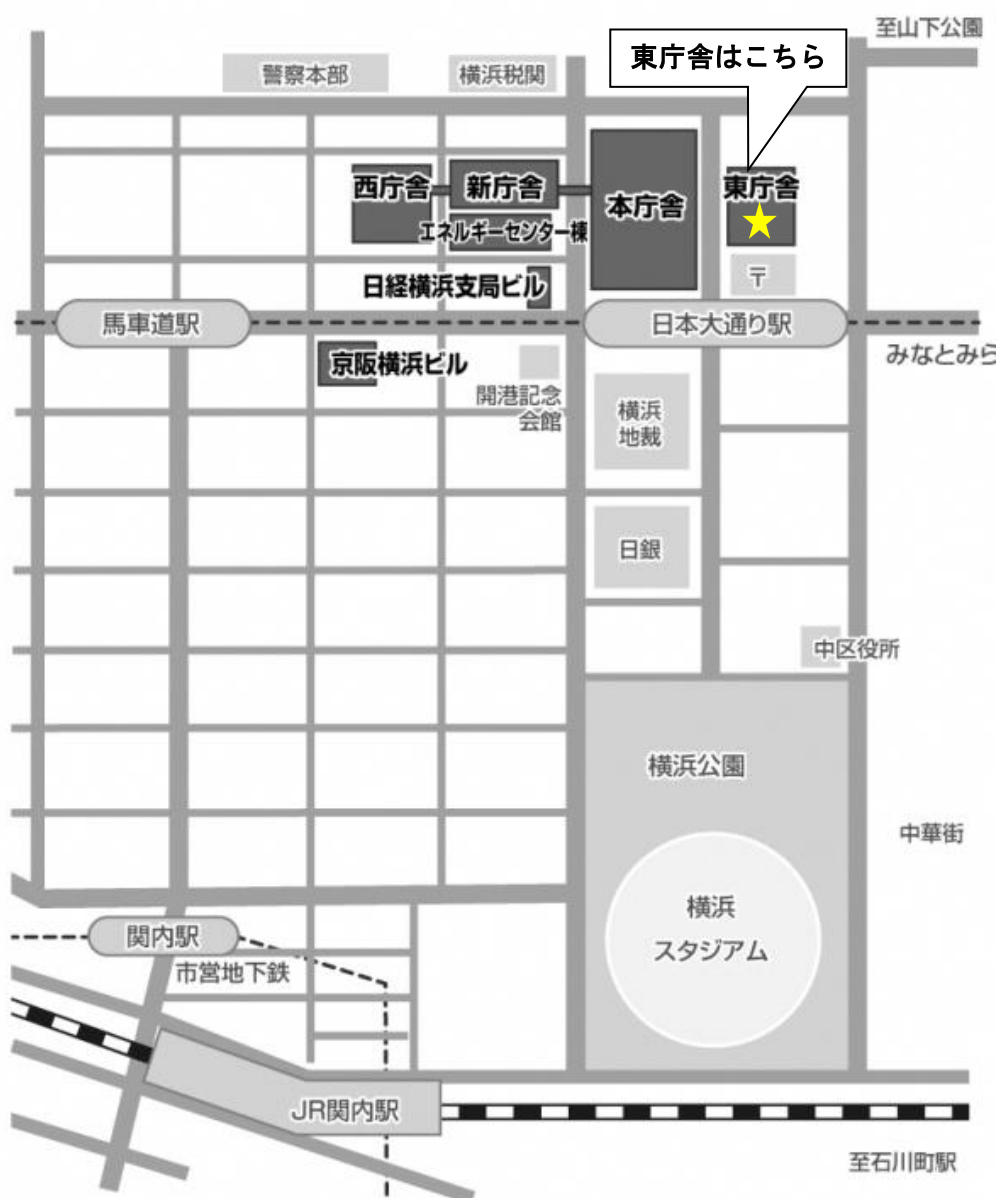 至山下公園
東庁舎はこちら
警察本部
横浜税関
西庁舎
新庁舎
本庁舎
東庁舎
エネルギーセンター棟
〒
日経横浜支局ビル
馬車道駅
日本大通り駅
みなとみら
京阪横浜ビル
開港記念
会館
横浜
地裁
日銀
中区役所
横浜公園
中華街
横浜
スタジアム
関内駅
市営地下鉄
JR関内駅
至石川町駅